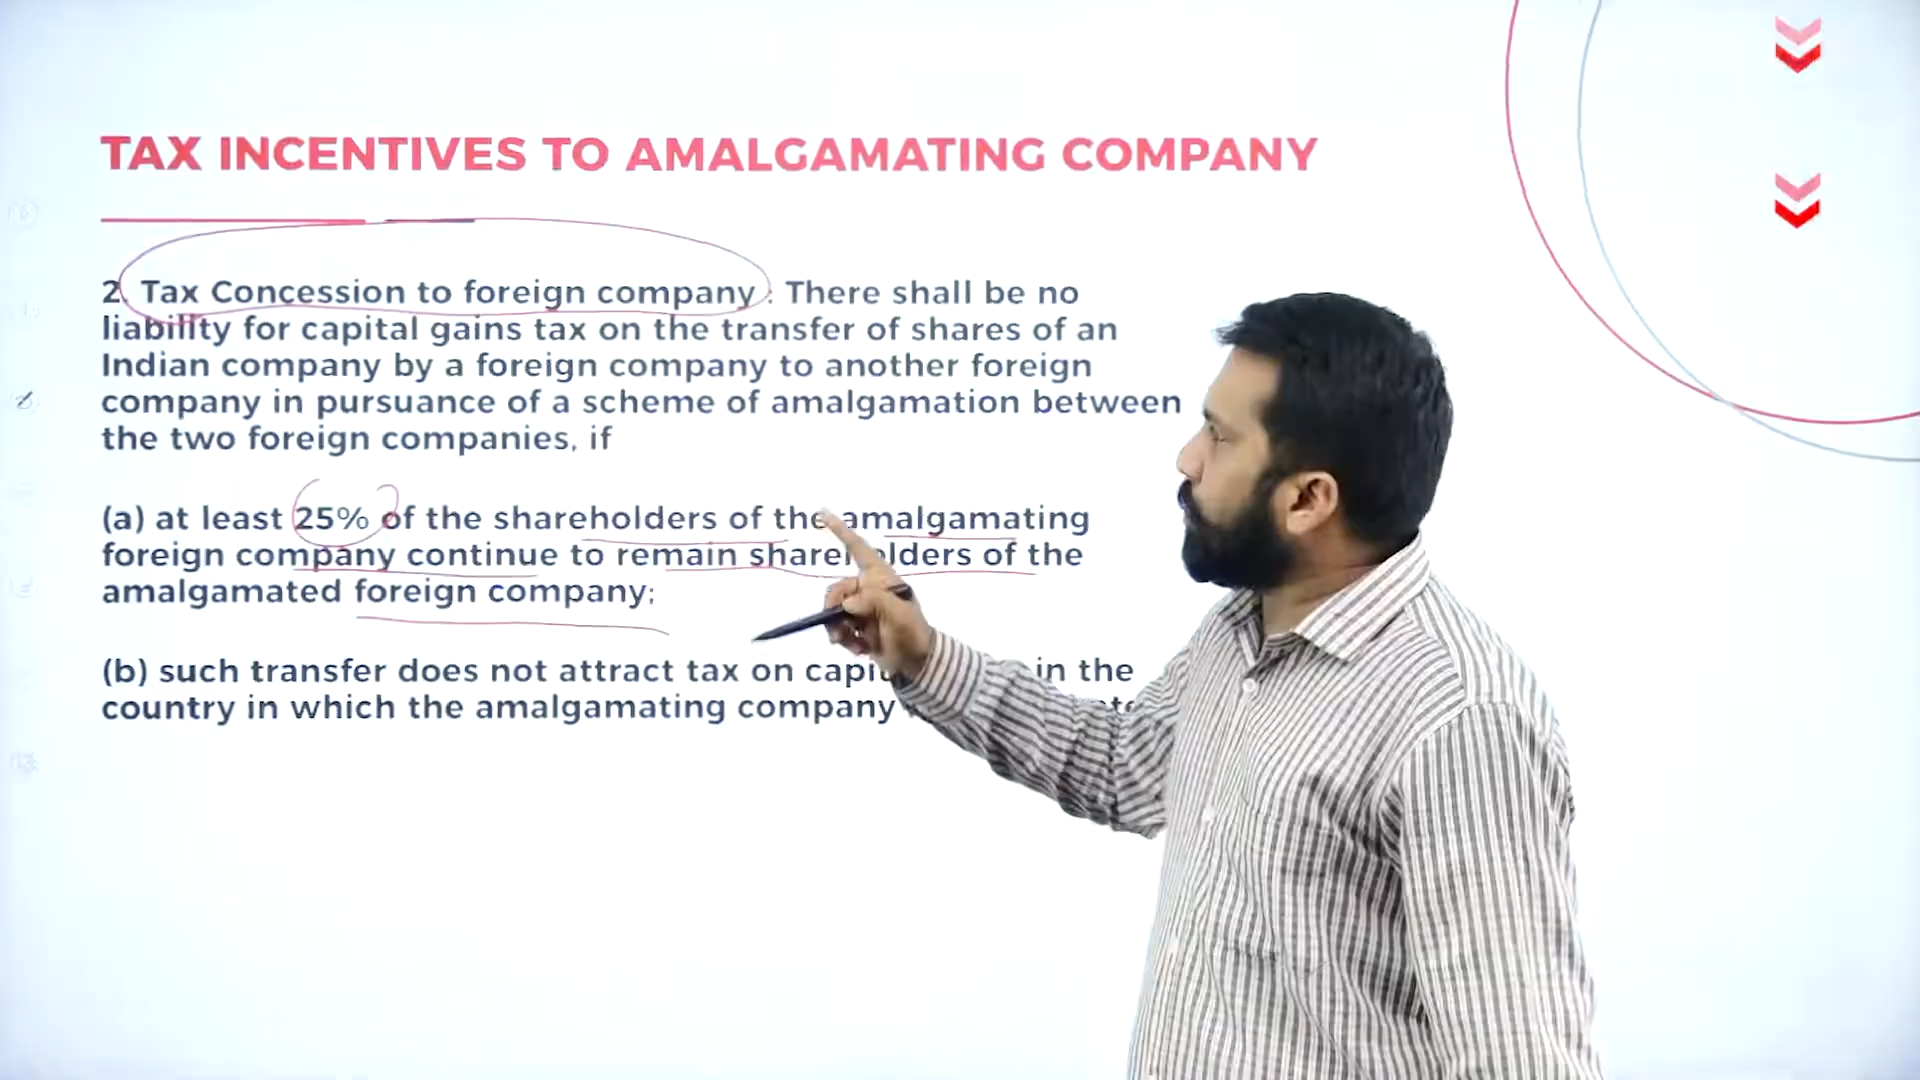 TAX INCENTIVES TO AMALGAMATING COMPANY
2. Tax Concession to foreign company : There shall be no
liability for capital gains tax on the transfer of shares of an
Indian company by a foreign company to another foreign
company in pursuance of a scheme of amalgamation between
the two foreign companies, if
(a) at least 25% of the shareholders of the amalgamating
foreign company continue to remain shareholders of the
amalgamated foreign company;
(b) such transfer does not attract tax on in the
country in which the amalgamating company